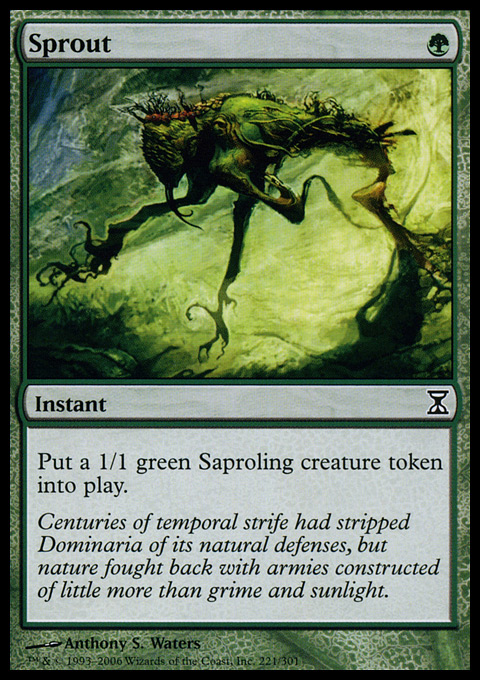 Sprout
Instant
Put a 1/1 green Saproling creature token
into play.
Centuries of temporal strife had stripped
Dominaria of its natural defenses, but
nature fought back with armies constructed
of little more than grime and sunlight.
Anthony S. Waters
™ & © 1993–2006 Wizards of the Coast, Inc. 221/301